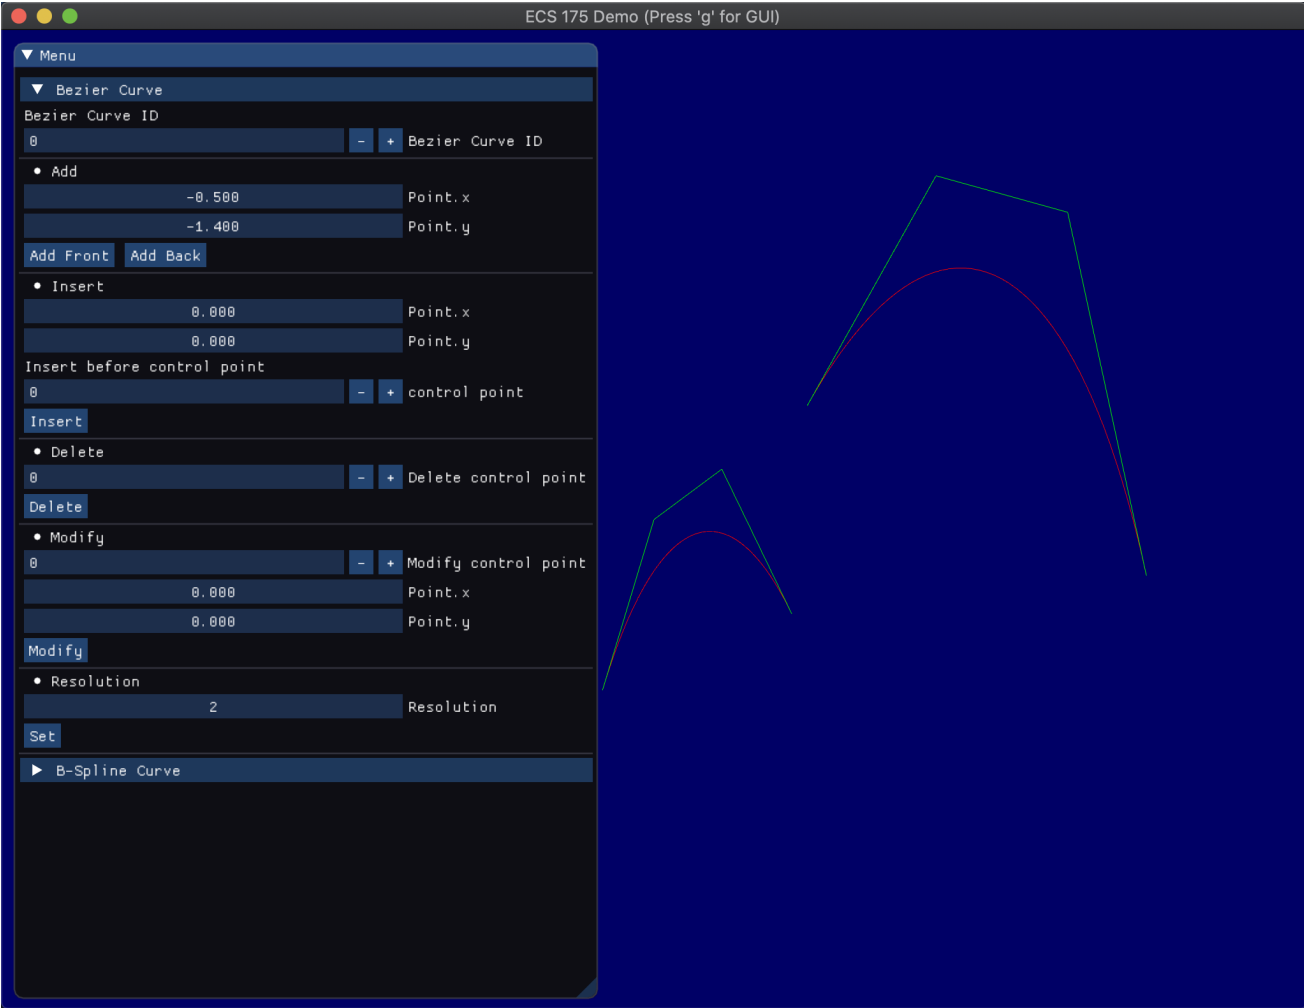 ECS 175 Demo (Press 'g' for GUI)
Menu
Bezier Curve
Bezier Curve ID
0 - + Bezier Curve ID
Add
-0.500 Point.x
-1.400 Point.y
Add Front Add Back
Insert
0.000 Point.x
0.000 Point.y
Insert before control point
0 - + control point
Insert
Delete
0 - + Delete control point
Delete
Modify
0 - + Modify control point
0.000 Point.x
0.000 Point.y
Modify
Resolution
2 Resolution
Set
B-Spline Curve